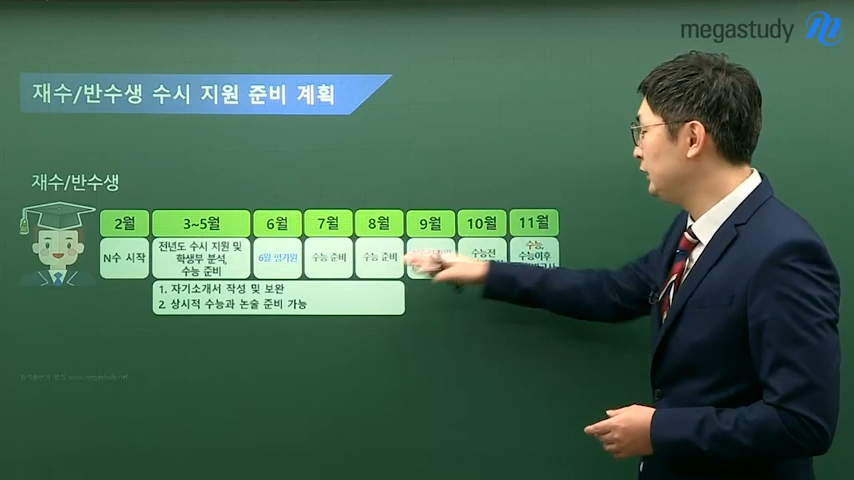 megastudy
재수/반수생 수시 지원 준비 계획
재수/반수생
2월
3~5월
6월
7월
8월
9월
10월
11월
N수 시작
전년도 수시 지원 및
학생부 분석,
수능 준비
6월 평가원
수능 준비
수능 준비
수능전
수능,
수능이후
1. 자기소개서 작성 및 보완
2. 상시적 수능과 논술 준비 가능